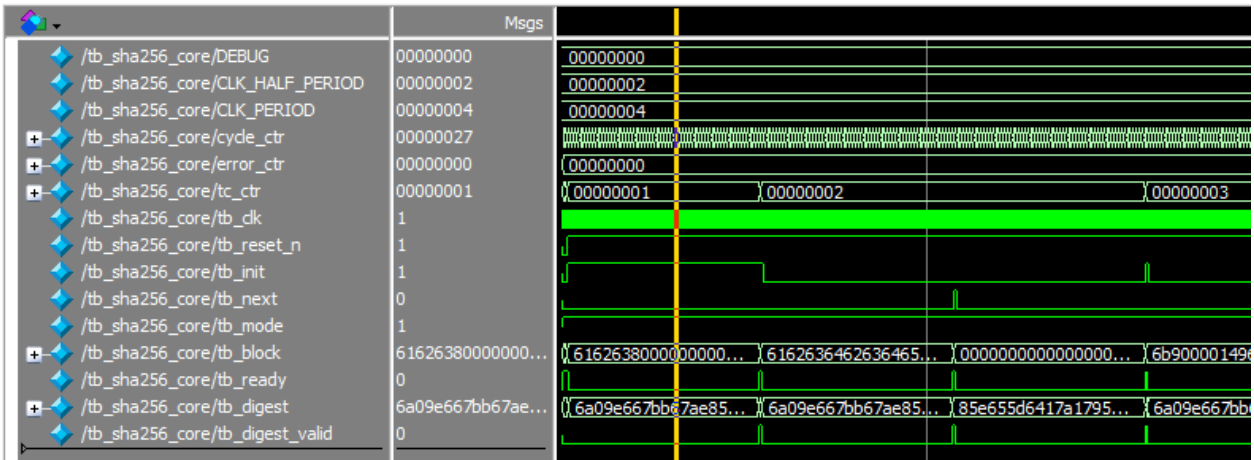 Msgs
/tb_sha256_core/DEBUG 00000000 00000000
/tb_sha256_core/CLK_HALF_PERIOD 00000002 00000002
/tb_sha256_core/CLK_PERIOD 00000004 00000004
/tb_sha256_core/cycle_ctr 00000027
/tb_sha256_core/error_ctr 00000000 00000000
/tb_sha256_core/tc_ctr 00000001 00000001 00000002 00000003
/tb_sha256_core/tb_clk 1
/tb_sha256_core/tb_reset_n 1
/tb_sha256_core/tb_init 1
/tb_sha256_core/tb_next 0
/tb_sha256_core/tb_mode 1
/tb_sha256_core/tb_block 61626380000000... 6162638000000000... 6162636462636465... 0000000000000000... 6b900001496
/tb_sha256_core/tb_ready 0
/tb_sha256_core/tb_digest 6a09e667bb67ae... 6a09e667bb67ae85... 6a09e667bb67ae85... 85e655d6417a1795... 6a09e667bb
/tb_sha256_core/tb_digest_valid 0